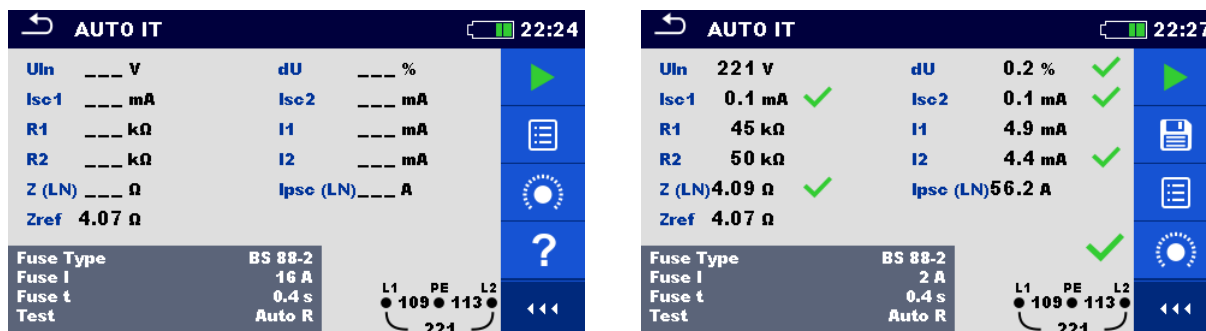 AUTO IT 22:24
Uln ___ V dU ___ %
Isc1 ___ mA Isc2 ___ mA
R1 ___ kΩ I1 ___ mA
R2 ___ kΩ I2 ___ mA
Z (LN) ___ Ω Ipsc (LN)___ A
Zref 4.07 Ω
Fuse Type BS 88-2
Fuse I 16 A
Fuse t 0.4 s
Test Auto R
?
L1 PE L2
109 113
221
AUTO IT 22:27
Uln 221 V dU 0.2 %
Isc1 0.1 mA Isc2 0.1 mA
R1 45 kΩ I1 4.9 mA
R2 50 kΩ I2 4.4 mA
Z (LN)4.09 Ω Ipsc (LN)56.2 A
Zref 4.07 Ω
Fuse Type BS 88-2
Fuse I 2 A
Fuse t 0.4 s
Test Auto R
L1 PE L2
109 113
221